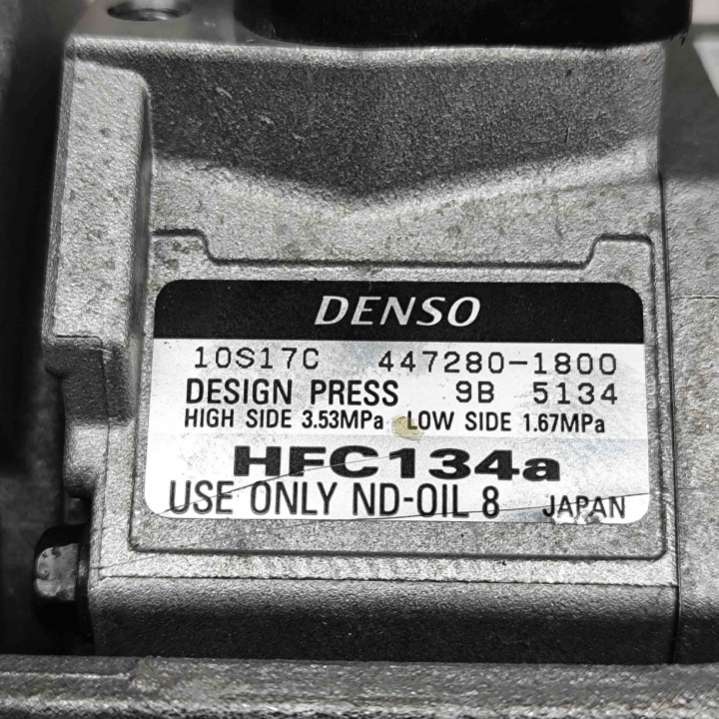 DENSO
10S17C 447280-1800
DESIGN PRESS 9B 5134
HIGH SIDE 3.53MPa LOW SIDE 1.67MPa
HFC134a
USE ONLY ND-OIL 8 JAPAN